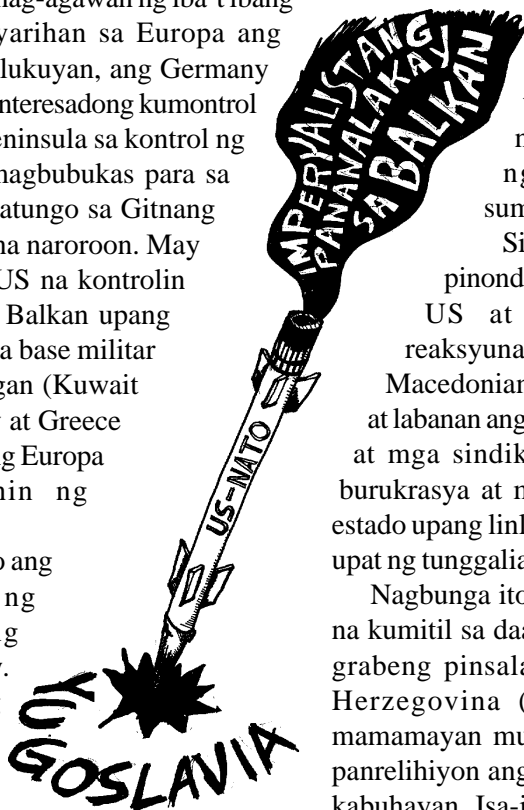 nag-agawan ng iba't ibang
yarihan sa Europa ang
lukuyan, ang Germany
nteresadong kumontrol
eninsula sa kontrol ng
nagbubukas para sa
atungo sa Gitnang
na naroroon. May
US na kontrolin
Balkan upang
a base militar
gan (Kuwait
at Greece
ng Europa
nin ng
o ang
ng
g
IMPERYALISTANG
PANANALAKAY
SA BALKAN
US-NATO
YUGOSLAVIA
n
ng
sum
Si
pinond
US at
reaksyuna
Macedonian
at labanan ang
at mga sindik
burukrasya at m
estado upang linl
upat ng tunggalia
Nagbunga ito
na kumitil sa daa
grabeng pinsala
Herzegovina (
mamamayan mu
panrelihiyon ang
kabuhayan. Isa-i